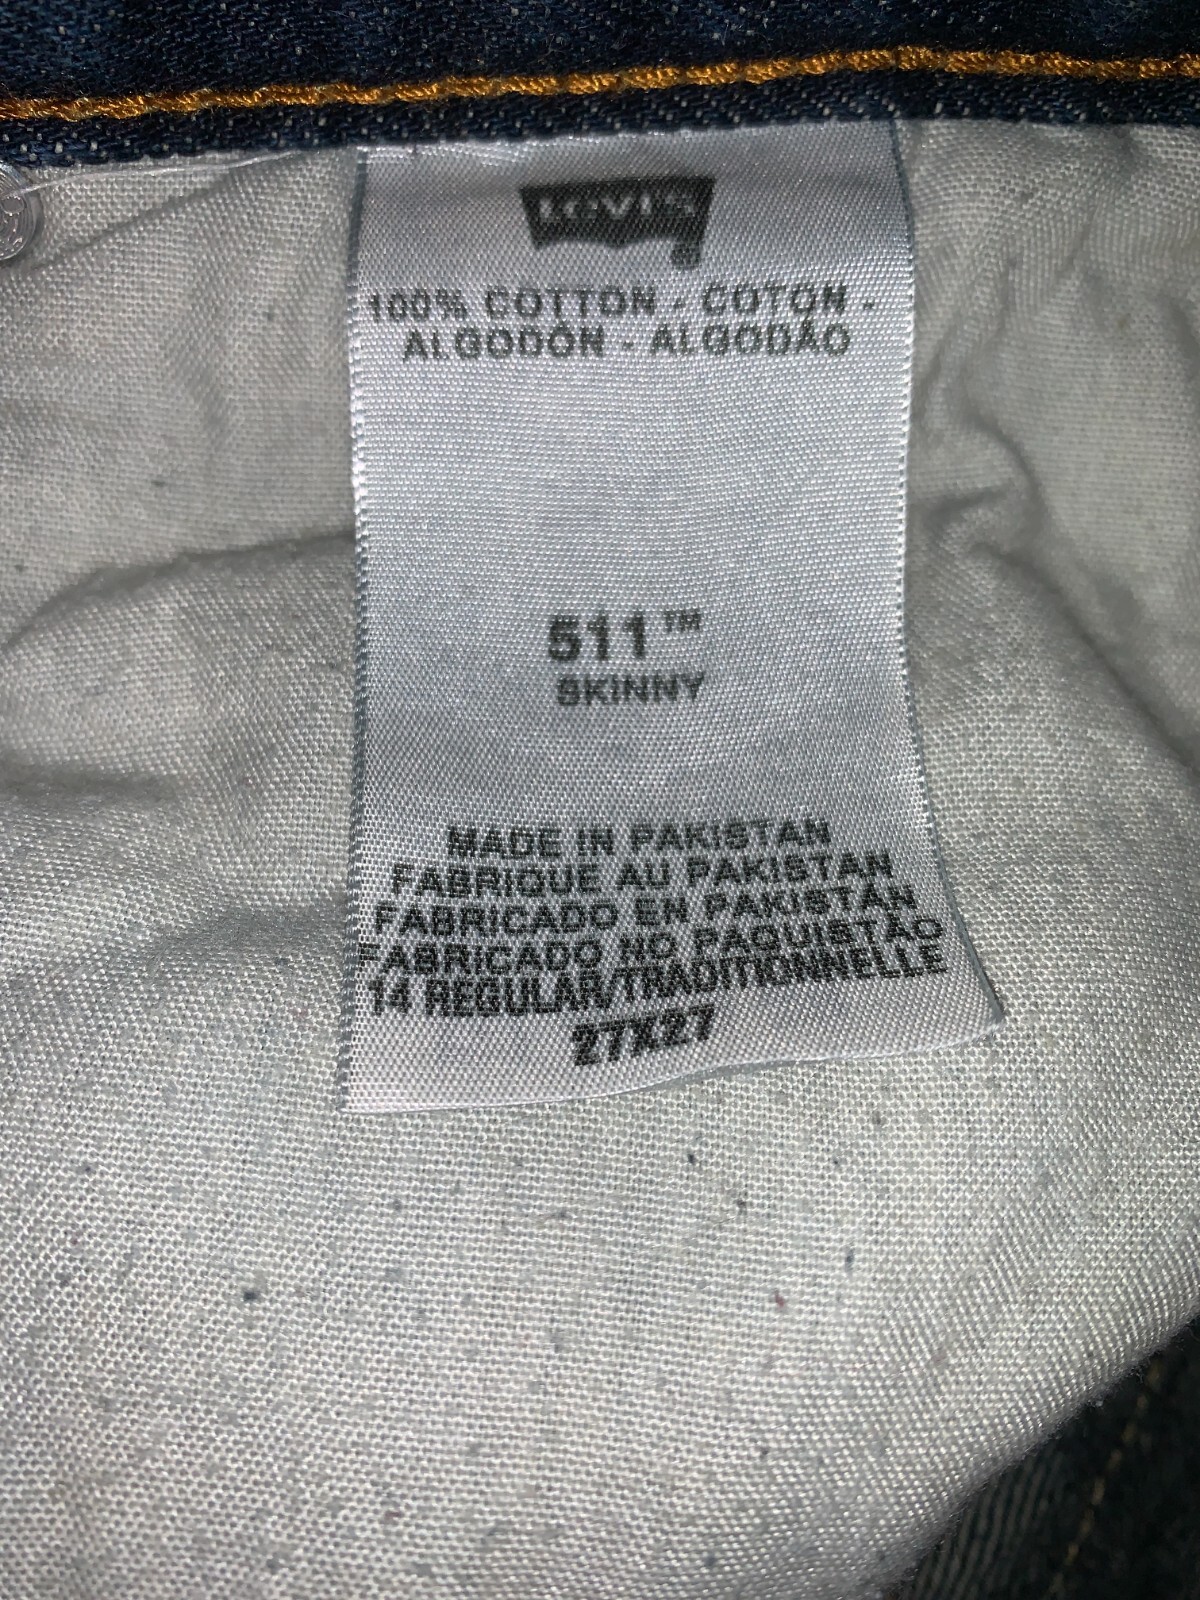 Levi's
®
100% COTTON - COTON -
ALGODÓN - ALGODÃO
511™
SKINNY
MADE IN PAKISTAN
FABRIQUE AU PAKISTAN
FABRICADO EN PAKISTÁN
FABRICADO NO PAQUISTÃO
14 REGULAR/TRADITIONNELLE
27X27